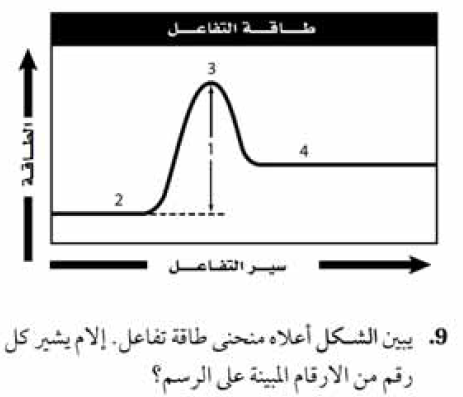 طاقة التفاعل
3
1
4
2
الطاقة
سير التفاعل
9. يبين الشكل أعلاه منحنى طاقة تفاعل. إلام يشير كل
رقم من الارقام المبينة على الرسم؟